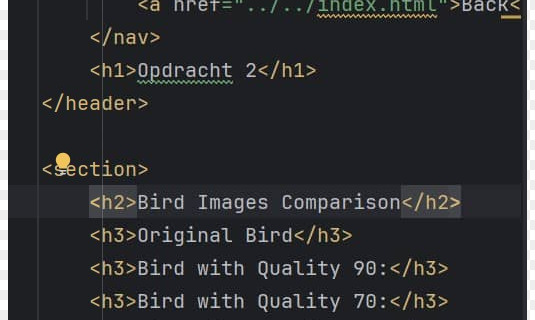 <a href="../../index.html">Back<
</nav>
<h1>Opdracht 2</h1>
</header>
<section>
<h2>Bird Images Comparison</h2>
<h3>Original Bird</h3>
<h3>Bird with Quality 90:</h3>
<h3>Bird with Quality 70:</h3>